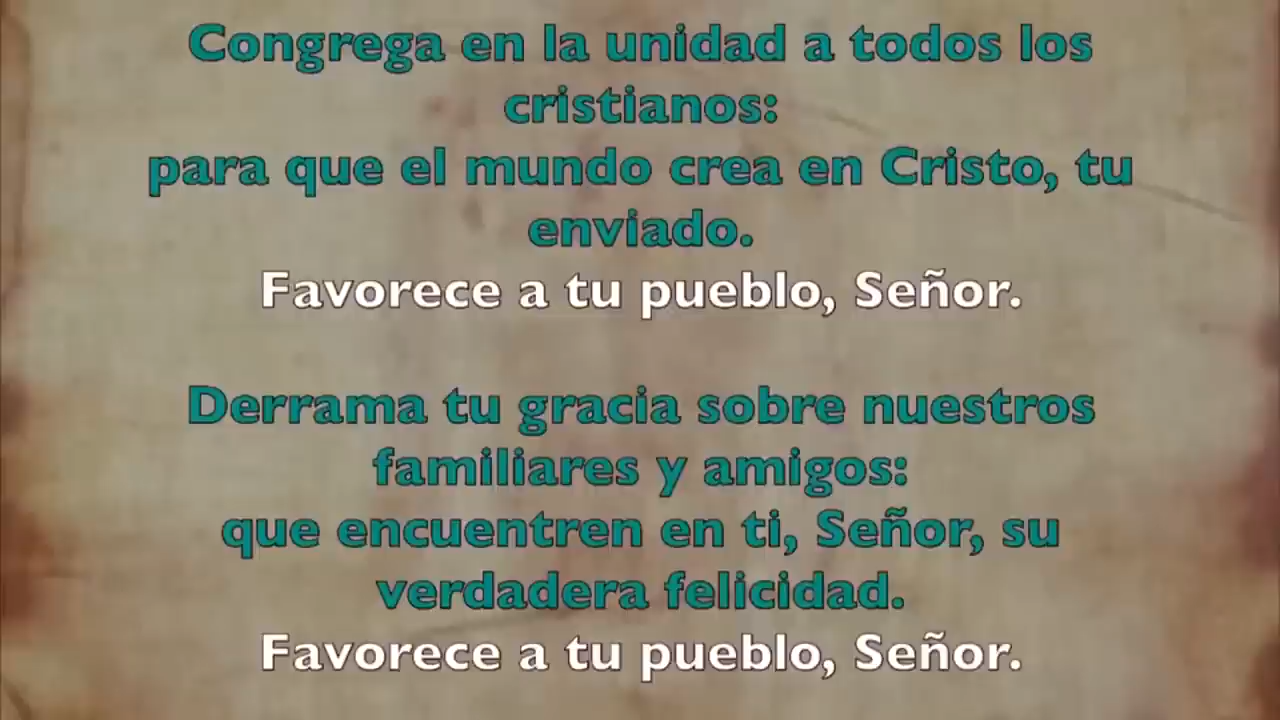 Congrega en la unidad a todos los
cristianos:
para que el mundo crea en Cristo, tu
enviado.
Favorece a tu pueblo, Señor.
Derrama tu gracia sobre nuestros
familiares y amigos:
que encuentren en ti, Señor, su
verdadera felicidad.
Favorece a tu pueblo, Señor.